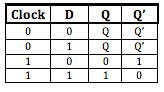 Clock D Q Q’
0 0 Q Q’
0 1 Q Q’
1 0 0 1
1 1 1 0